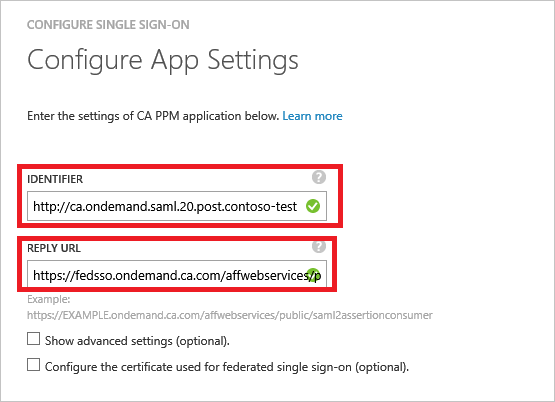 CONFIGURE SINGLE SIGN-ON
Configure App Settings
Enter the settings of CA PPM application below. Learn more
IDENTIFIER
?
http://ca.ondemand.saml.20.post.contoso-test
REPLY URL
?
https://fedsso.ondemand.ca.com/affwebservices/p
Example:
https://EXAMPLE.ondemand.ca.com/affwebservices/public/saml2assertionconsumer
Show advanced settings (optional).
Configure the certificate used for federated single sign-on (optional).